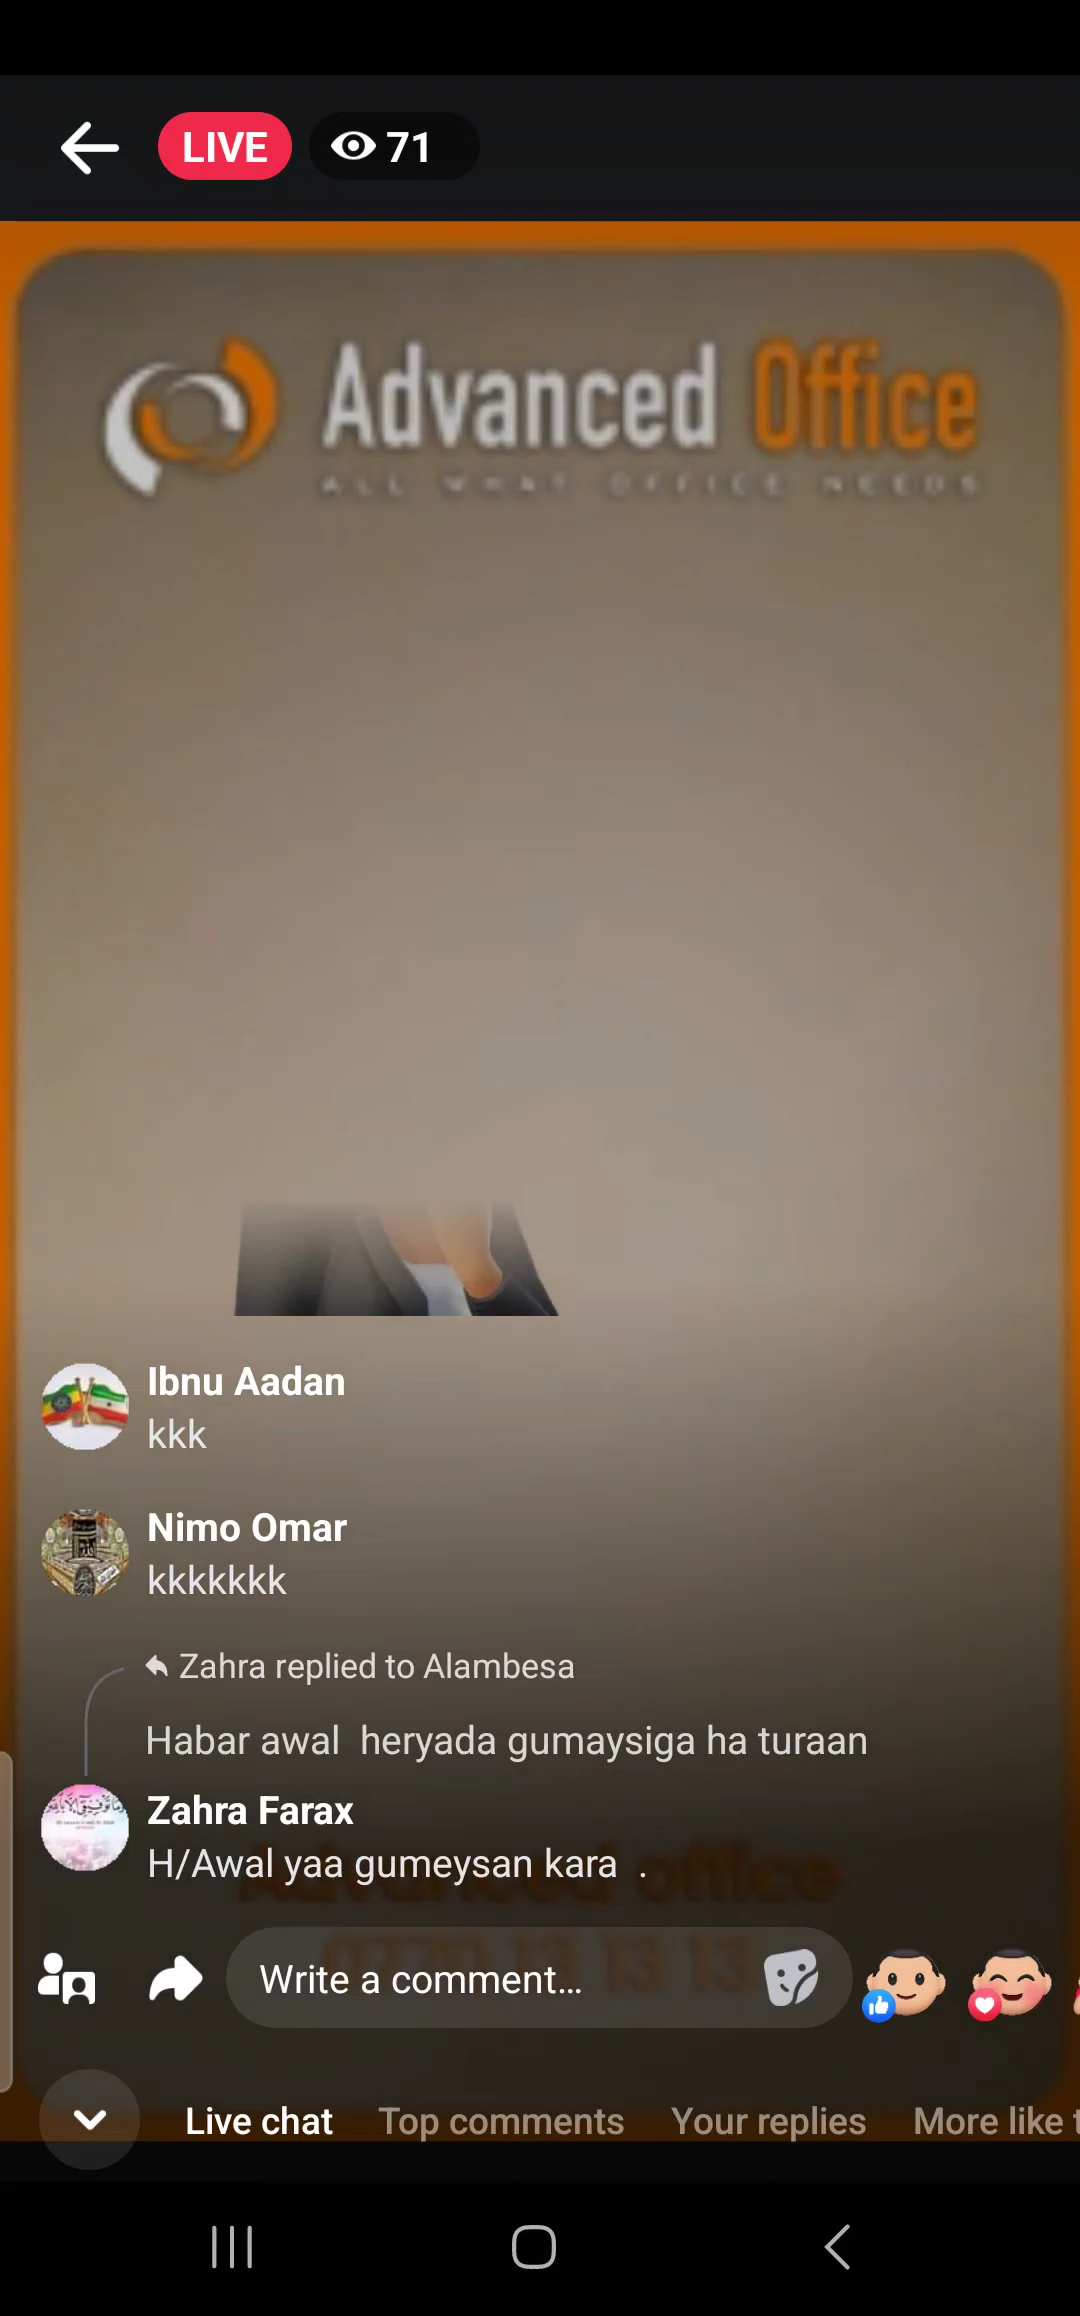 LIVE
71
Advanced Office
ALL WHAT OFFICE NEEDS
Ibnu Aadan
kkk
Nimo Omar
kkkkkkk
Zahra replied to Alambesa
Habar awal heryada gumaysiga ha turaan
Zahra Farax
H/Awal yaa gumeysan kara .
Advanced office
Write a comment...
Live chat Top comments Your replies More like